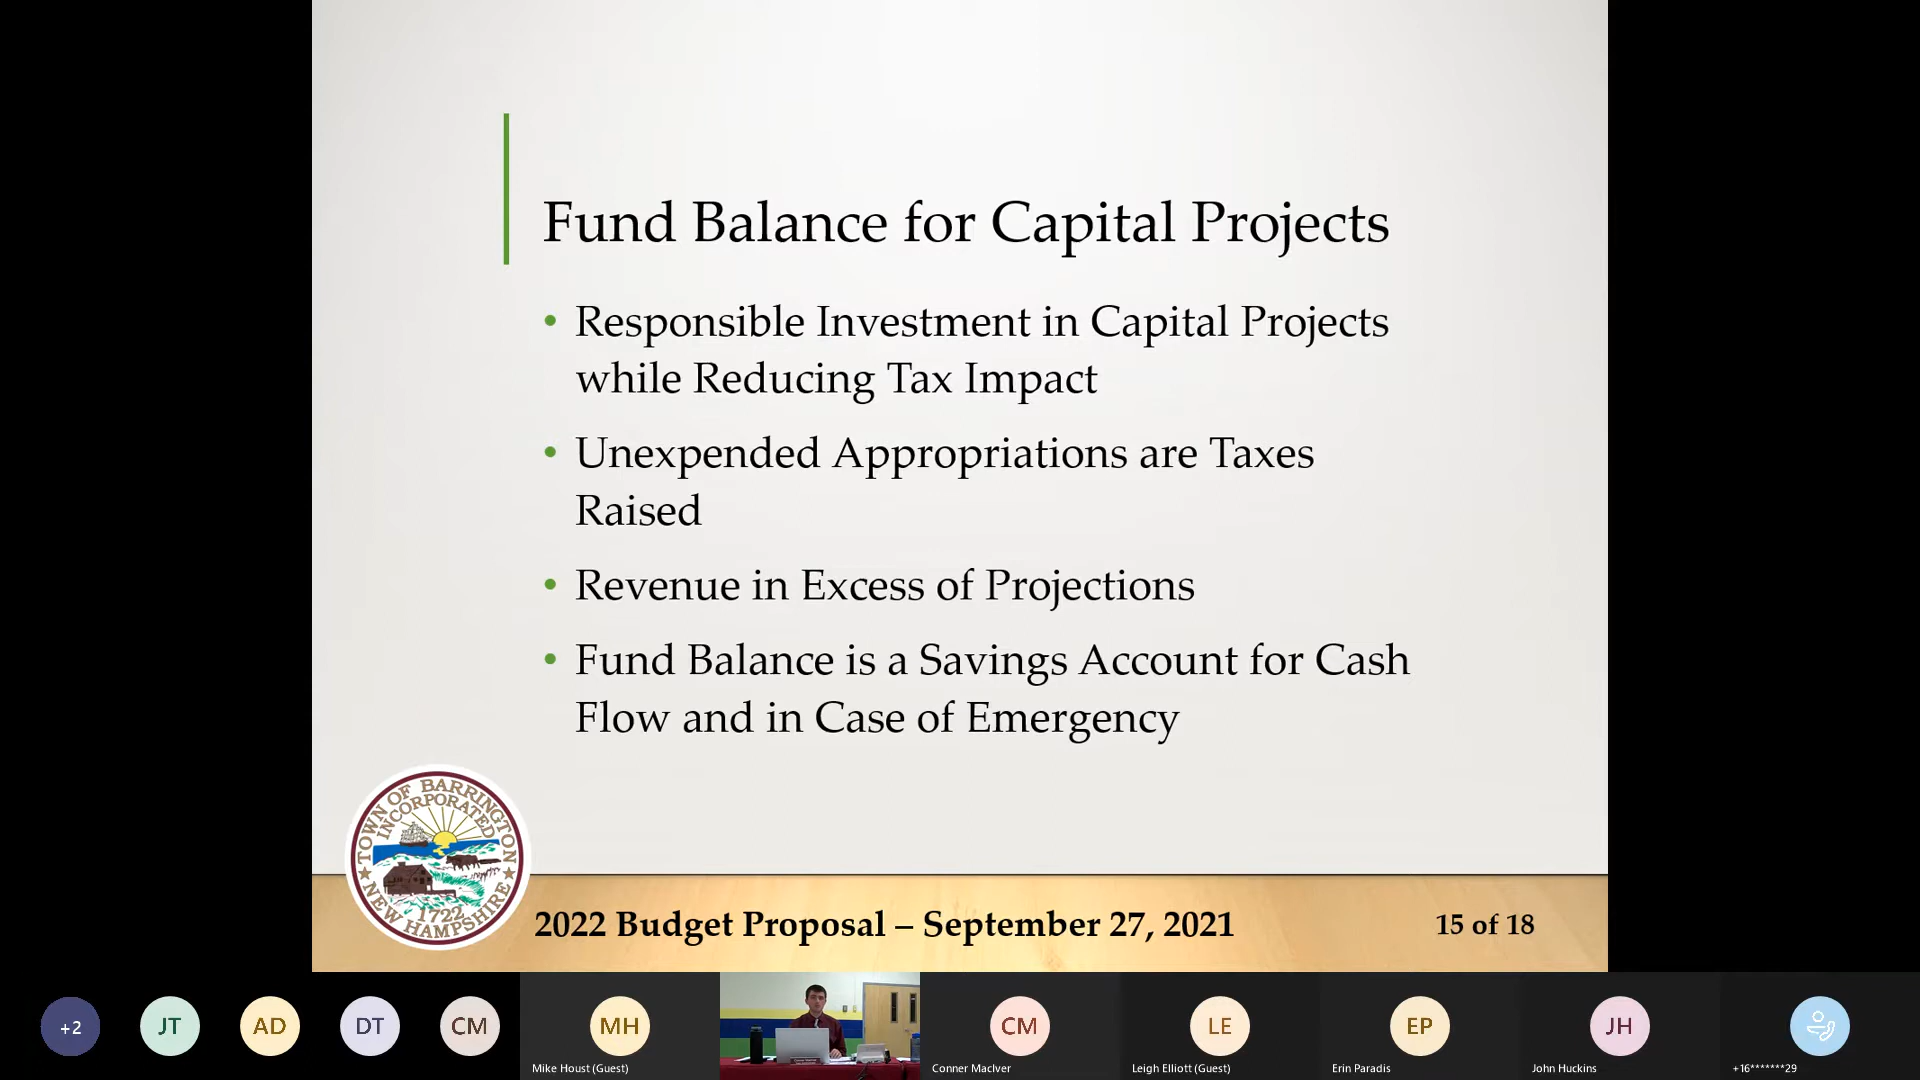 Fund Balance for Capital Projects
• Responsible Investment in Capital Projects
while Reducing Tax Impact
• Unexpended Appropriations are Taxes
Raised
• Revenue in Excess of Projections
• Fund Balance is a Savings Account for Cash
Flow and in Case of Emergency
TOWN OF BARRINGTON
INCORPORATED
1722
NEW HAMPSHIRE
2022 Budget Proposal – September 27, 2021
15 of 18
+2
JT
AD
DT
CM
MH
CM
LE
EP
JH
Mike Houst (Guest)
Conner MacIver
Leigh Elliott (Guest)
Erin Paradis
John Huckins
+16*******29